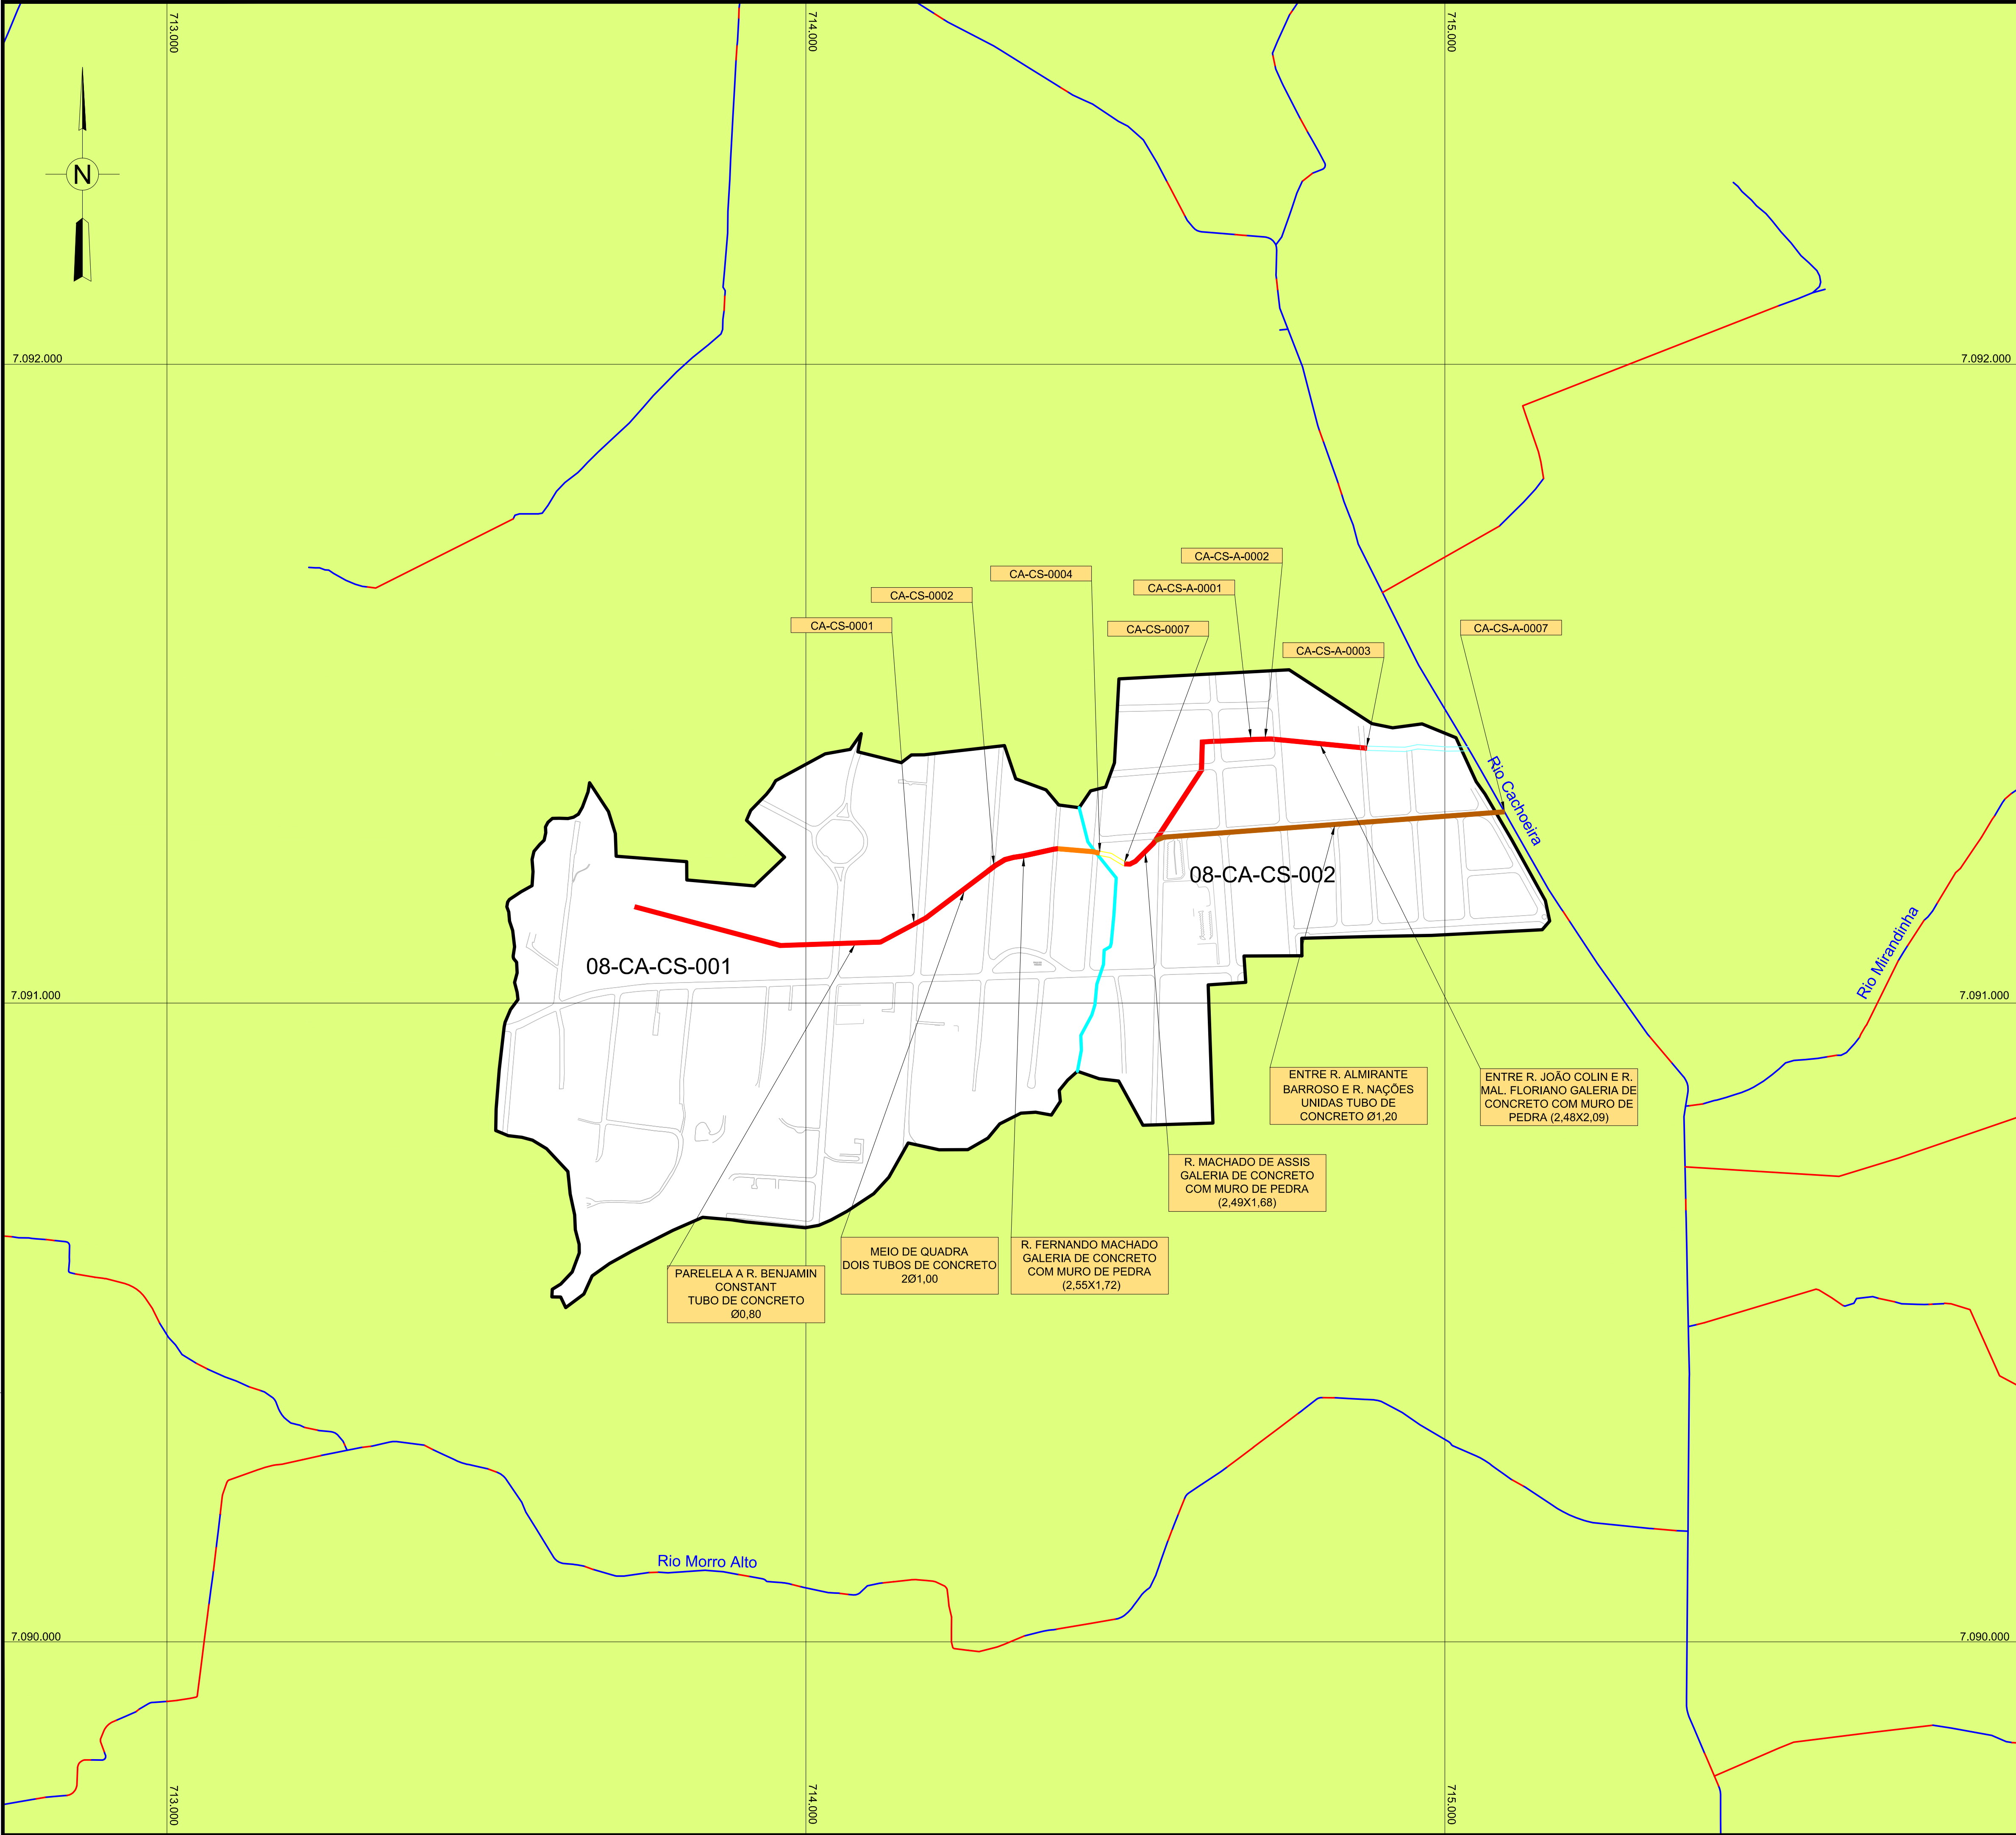 713.000
714.000
715.000
N
7.092.000
7.092.000
CA-CS-A-0002
CA-CS-0004
CA-CS-A-0001
CA-CS-0002
CA-CS-0001
CA-CS-0007
CA-CS-A-0007
CA-CS-A-0003
Rio Cachoeira
08-CA-CS-002
08-CA-CS-001
Rio Mirandinha
7.091.000
7.091.000
ENTRE R. ALMIRANTE
BARROSO E R. NAÇÕES
UNIDAS TUBO DE
CONCRETO Ø1,20
ENTRE R. JOÃO COLIN E R.
MAL. FLORIANO GALERIA DE
CONCRETO COM MURO DE
PEDRA (2,48X2,09)
R. MACHADO DE ASSIS
GALERIA DE CONCRETO
COM MURO DE PEDRA
(2,49X1,68)
R. FERNANDO MACHADO
GALERIA DE CONCRETO
COM MURO DE PEDRA
(2,55X1,72)
MEIO DE QUADRA
DOIS TUBOS DE CONCRETO
2Ø1,00
PARELELA A R. BENJAMIN
CONSTANT
TUBO DE CONCRETO
Ø0,80
Rio Morro Alto
7.090.000
7.090.000
713.000
714.000
715.000